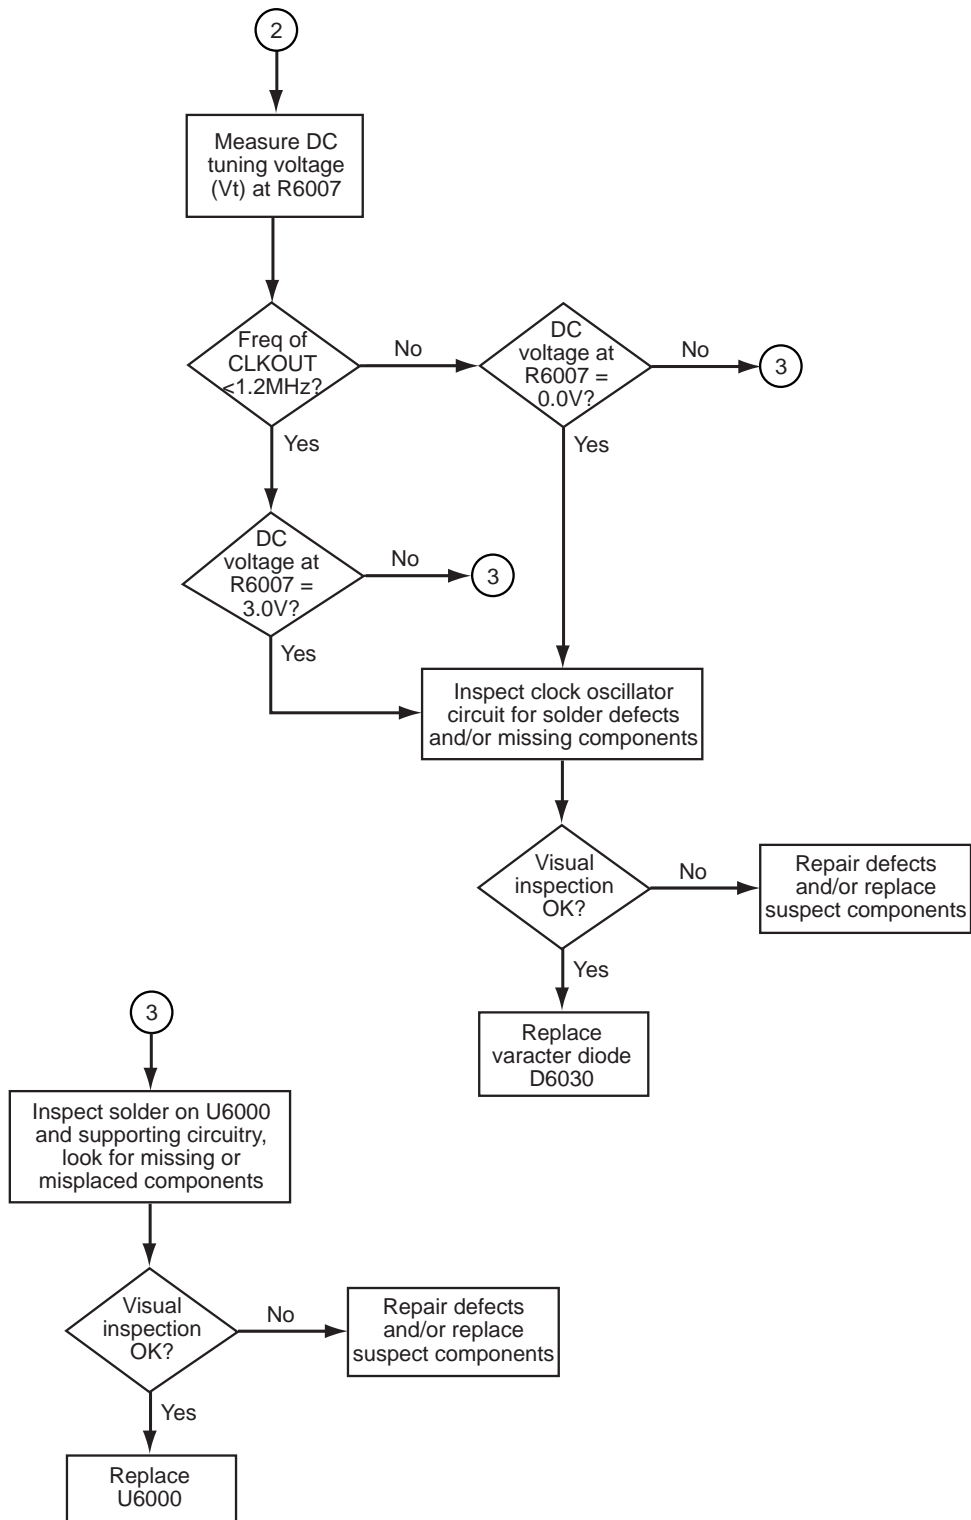 2
Measure DC
tuning voltage
(Vt) at R6007
Freq of
CLKOUT
<1.2MHz?
No
DC
voltage at
R6007 =
0.0V?
No
3
Yes
Yes
DC
voltage at
R6007 =
3.0V?
No
3
Yes
Inspect clock oscillator
circuit for solder defects
and/or missing components
Visual
inspection
OK?
No
Repair defects
and/or replace
suspect components
Yes
Replace
varacter diode
D6030
3
Inspect solder on U6000
and supporting circuitry,
look for missing or
misplaced components
Visual
inspection
OK?
No
Repair defects
and/or replace
suspect components
Yes
Replace
U6000